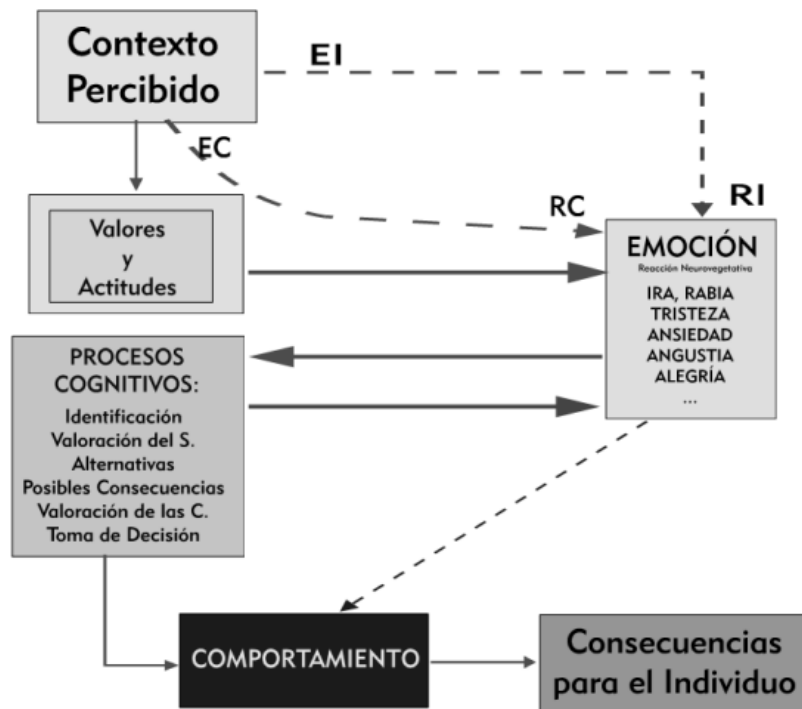 Contexto
Percibido
EI
EC
RC
RI
Valores
y
Actitudes
EMOCIÓN
Reacción Neurovegetativa
IRA, RABIA
TRISTEZA
ANSIEDAD
ANGUSTIA
ALEGRÍA
...
PROCESOS
COGNITIVOS:
Identificación
Valoración del S.
Alternativas
Posibles Consecuencias
Valoración de las C.
Toma de Decisión
COMPORTAMIENTO
Consecuencias
para el Individuo